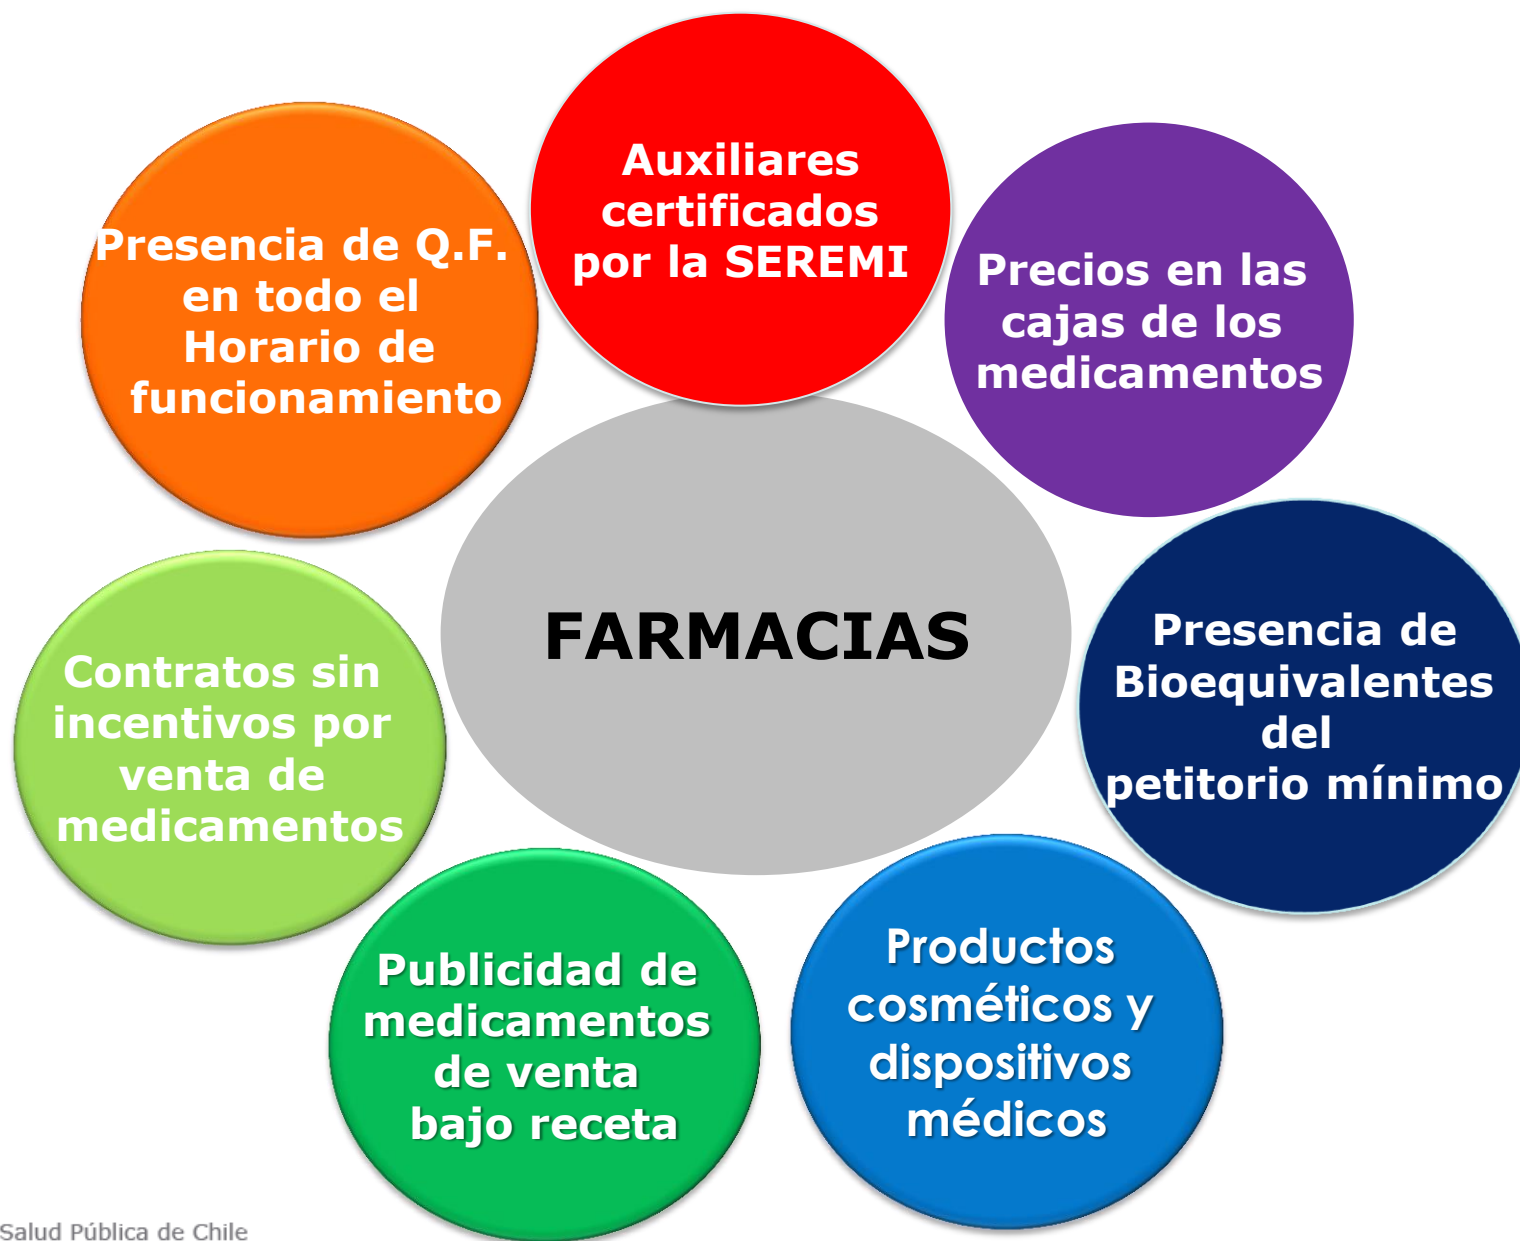 Auxiliares
certificados
por la SEREMI
Presencia de Q.F.
en todo el
Horario de
funcionamiento
Precios en las
cajas de los
medicamentos
FARMACIAS
Presencia de
Bioequivalentes
del
petitorio mínimo
Contratos sin
incentivos por
venta de
medicamentos
Productos
cosméticos y
dispositivos
médicos
Publicidad de
medicamentos
de venta
bajo receta
Salud Pública de Chile